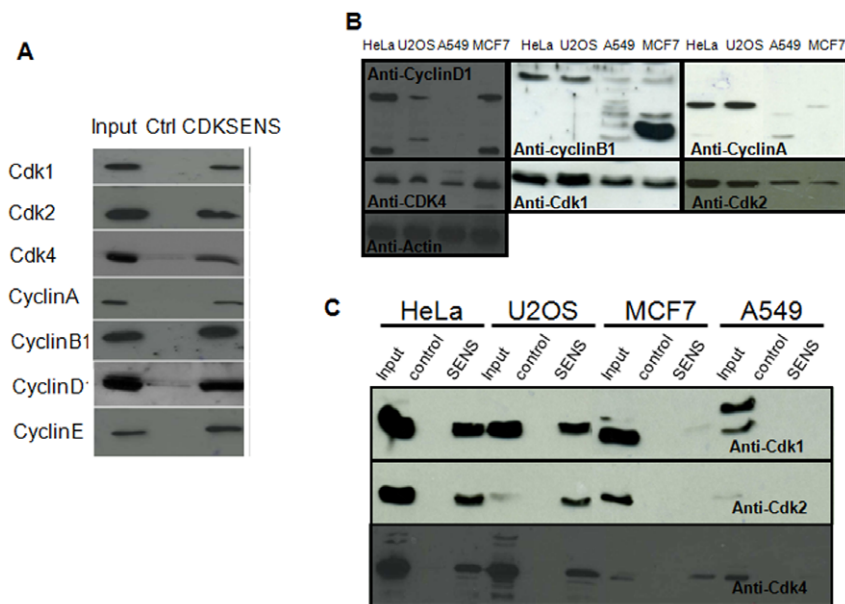 A
Input Ctrl CDKSENS
Cdk1
Cdk2
Cdk4
CyclinA
CyclinB1
CyclinD1
CyclinE
B
HeLa U2OS A549 MCF7 HeLa U2OS A549 MCF7 HeLa U2OS A549 MCF7
Anti-CyclinD1
Anti-cyclinB1
Anti-CyclinA
Anti-CDK4
Anti-Cdk1
Anti-Cdk2
Anti-Actin
C
HeLa U2OS MCF7 A549
Input control SENS Input control SENS Input control SENS Input control SENS
Anti-Cdk1
Anti-Cdk2
Anti-Cdk4